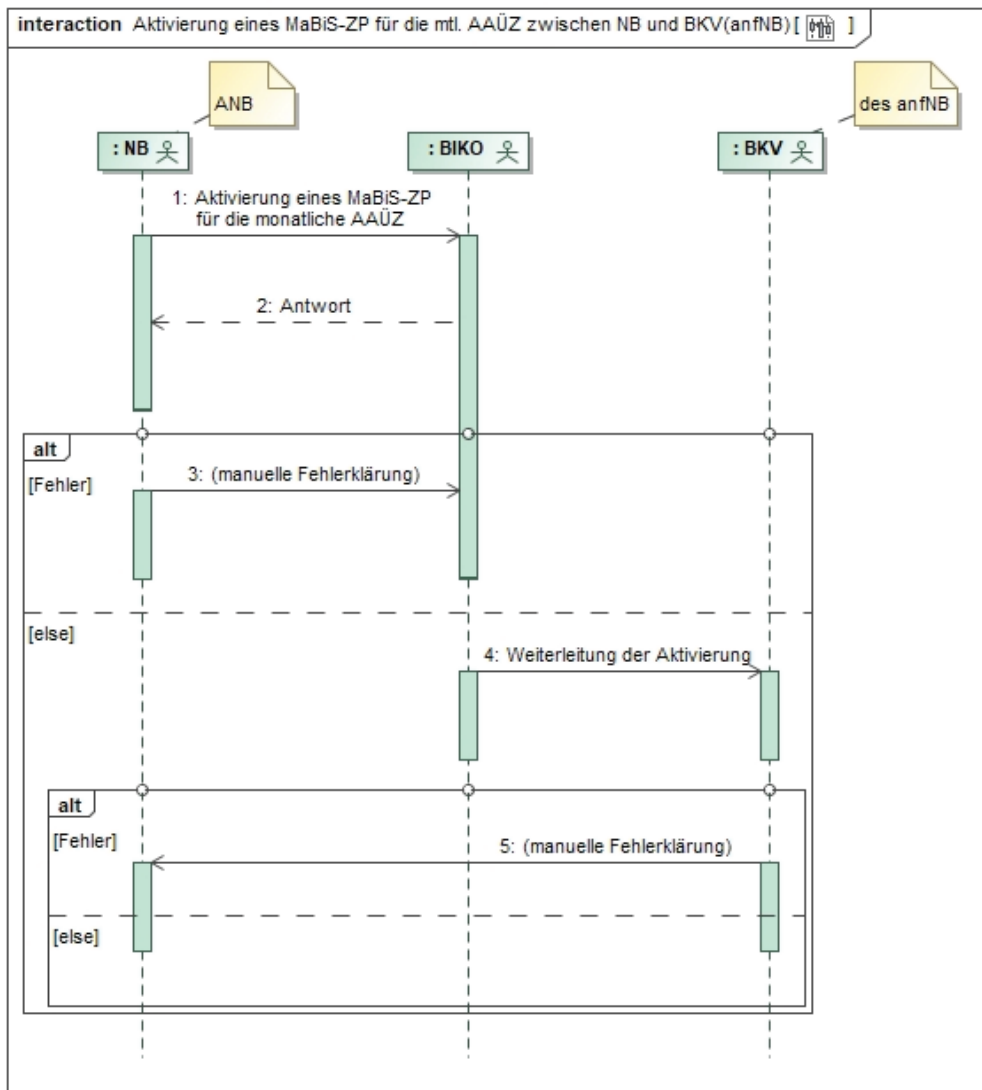 interaction Aktivierung eines MaBiS-ZP für die mtl. AAÜZ zwischen NB und BKV(anfNB) [ ]
ANB
des anfNB
: NB
: BIKO
: BKV
1: Aktivierung eines MaBiS-ZP
für die monatliche AAÜZ
2: Antwort
alt
[Fehler]
3: (manuelle Fehlerklärung)
[else]
4: Weiterleitung der Aktivierung
alt
[Fehler]
5: (manuelle Fehlerklärung)
[else]